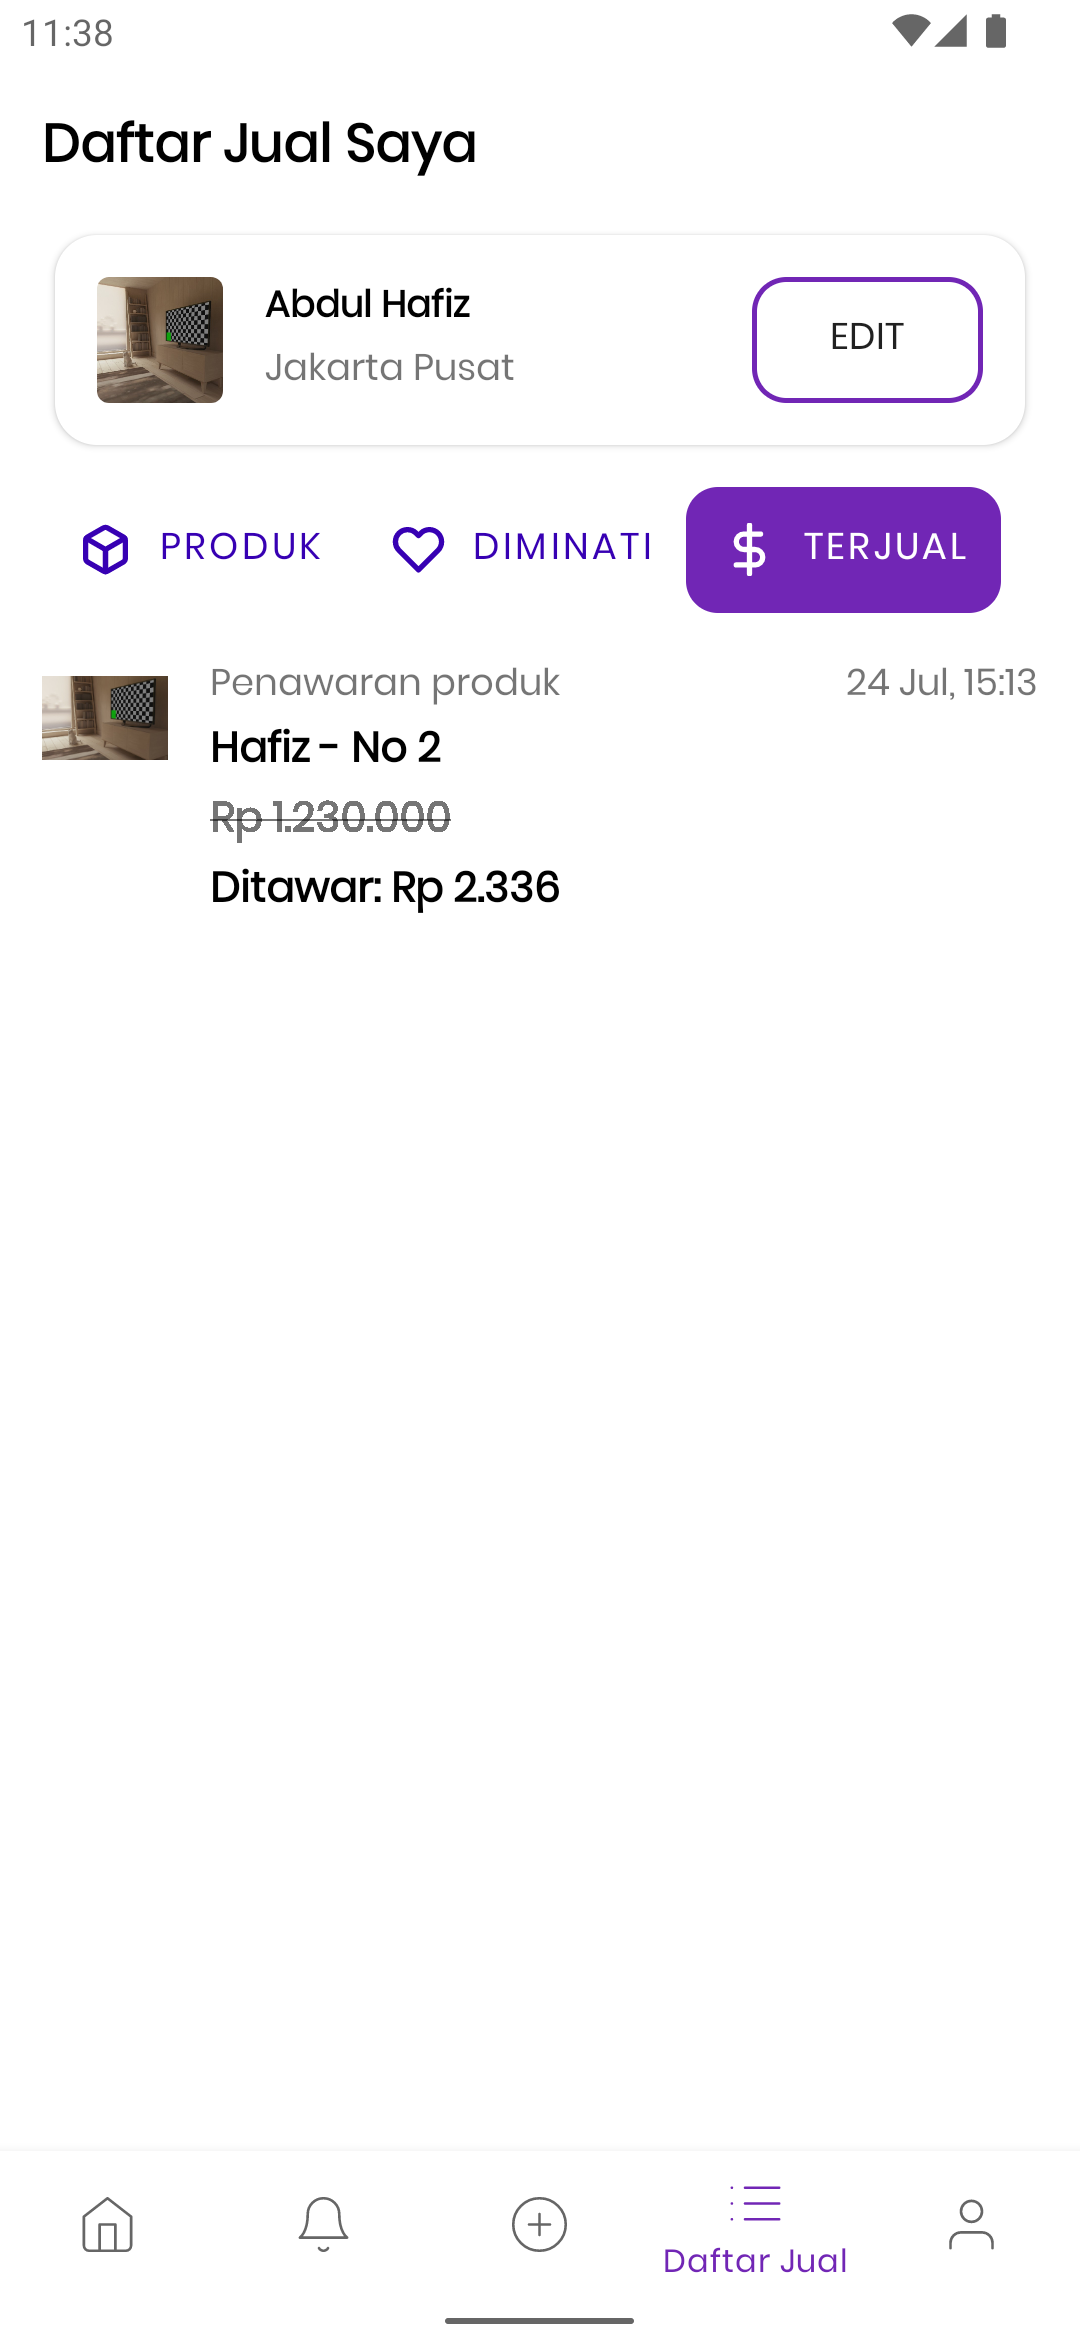 11:38
Daftar Jual Saya
Abdul Hafiz
Jakarta Pusat
EDIT
PRODUK
DIMINATI
TERJUAL
Penawaran produk
24 Jul, 15:13
Hafiz - No 2
Rp 1.230.000
Ditawar: Rp 2.336
Daftar Jual